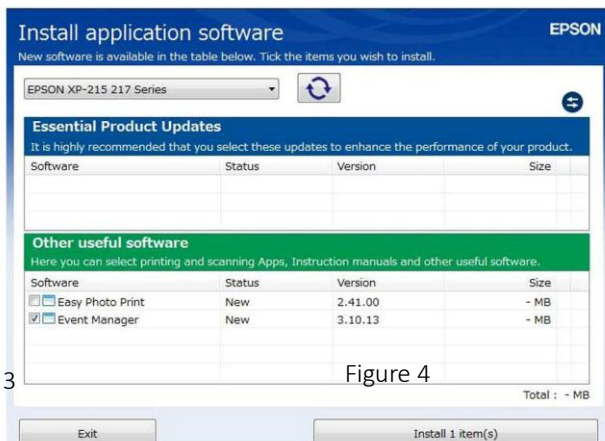 Install application software
EPSON
New software is available in the table below. Tick the items you wish to install.
EPSON XP-215 217 Series
Essential Product Updates
It is highly recommended that you select these updates to enhance the performance of your product.
Software Status Version Size
Other useful software
Here you can select printing and scanning Apps, Instruction manuals and other useful software.
Software Status Version Size
Easy Photo Print New 2.41.00 - MB
Event Manager New 3.10.13 - MB
3
Figure 4
Total : - MB
Exit
Install 1 item(s)